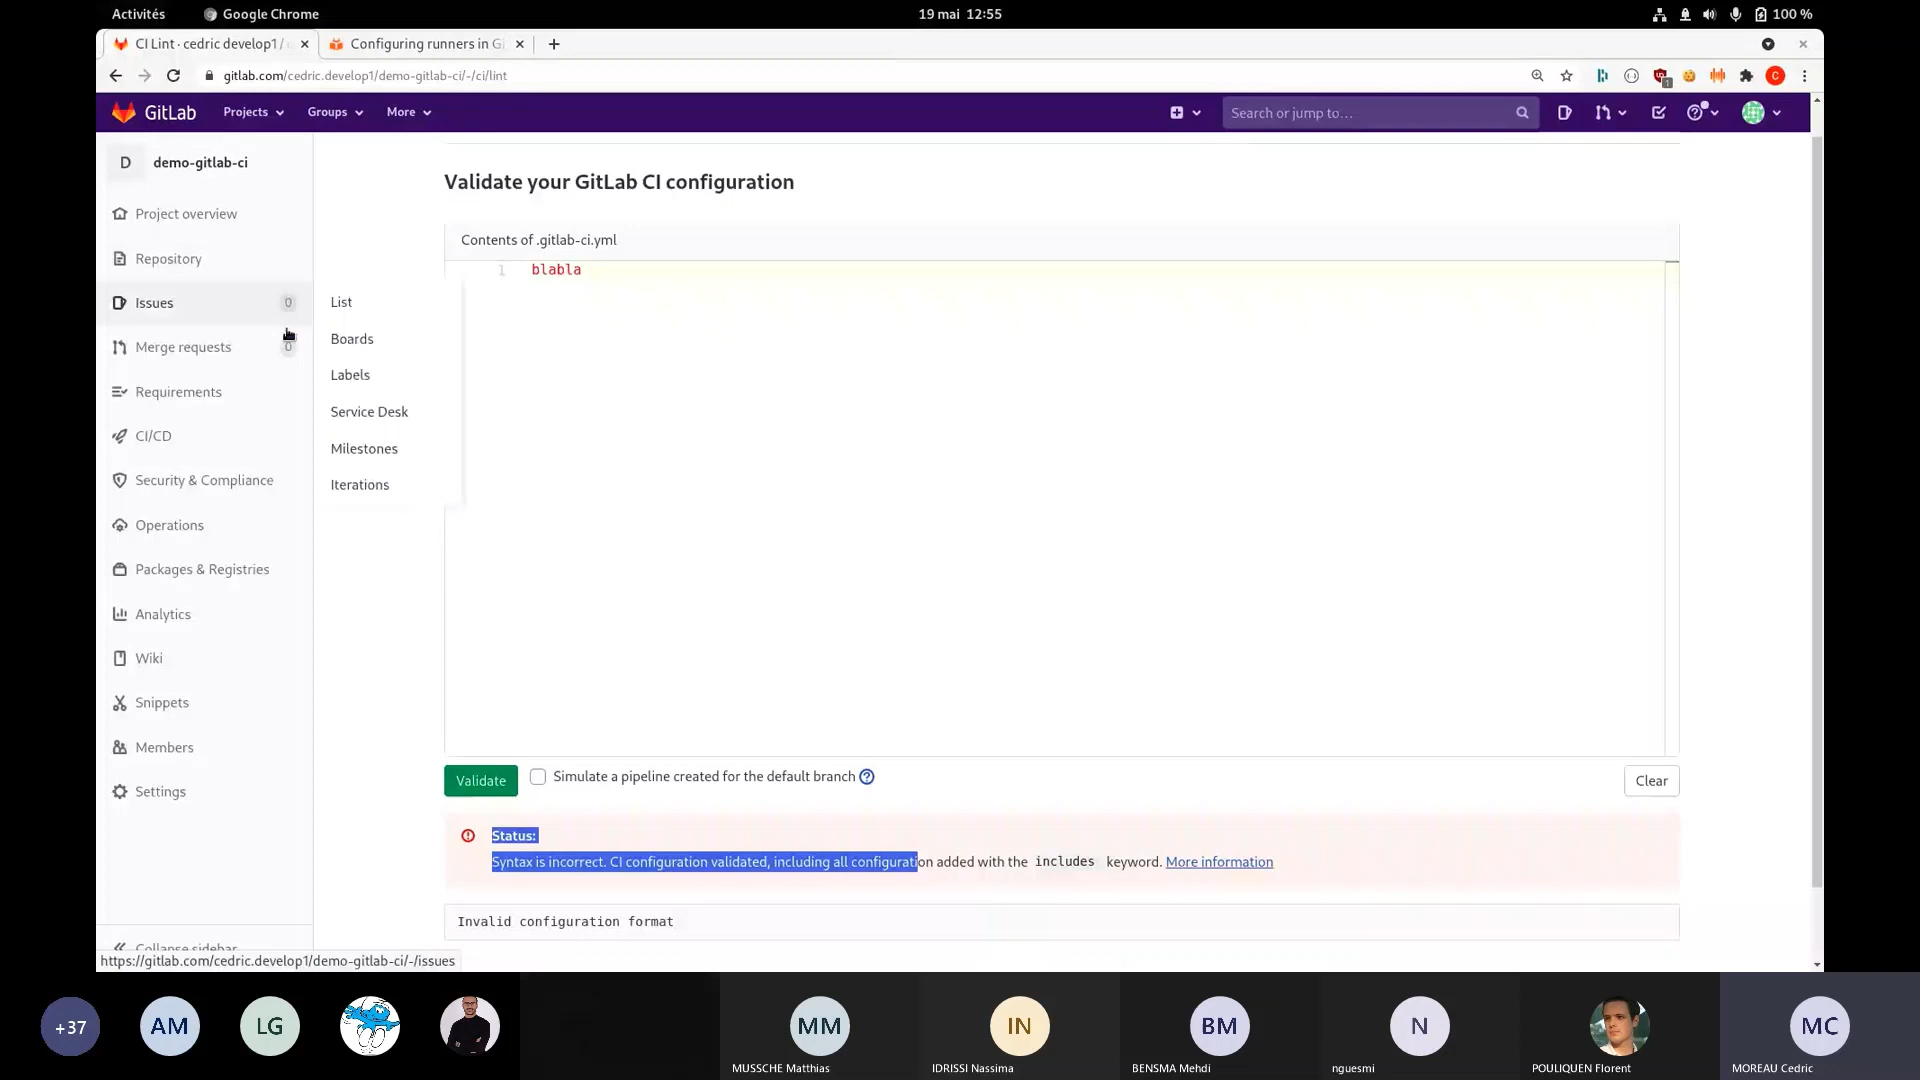 Activités
Google Chrome
19 mai 12:55
100 %
CI Lint · cedric develop1 /
Configuring runners in Gi
gitlab.com/cedric.develop1/demo-gitlab-ci/-/ci/lint
1
C
GitLab
Projects
Groups
More
Search or jump to…
D
demo-gitlab-ci
Project overview
Repository
Issues
0
Merge requests
0
Requirements
CI/CD
Security & Compliance
Operations
Packages & Registries
Analytics
Wiki
Snippets
Members
Settings
Collapse sidebar
https://gitlab.com/cedric.develop1/demo-gitlab-ci/-/issues
List
Boards
Labels
Service Desk
Milestones
Iterations
Validate your GitLab CI configuration
Contents of .gitlab-ci.yml
1
blabla
Validate
Simulate a pipeline created for the default branch
Clear
Status:
Syntax is incorrect. CI configuration validated, including all configuration added with the includes keyword. More information
Invalid configuration format
+37
AM
LG
MM
IN
BM
N
MC
MUSSCHE Matthias
IDRISSI Nassima
BENSMA Mehdi
nguesmi
POULIQUEN Florent
MOREAU Cedric